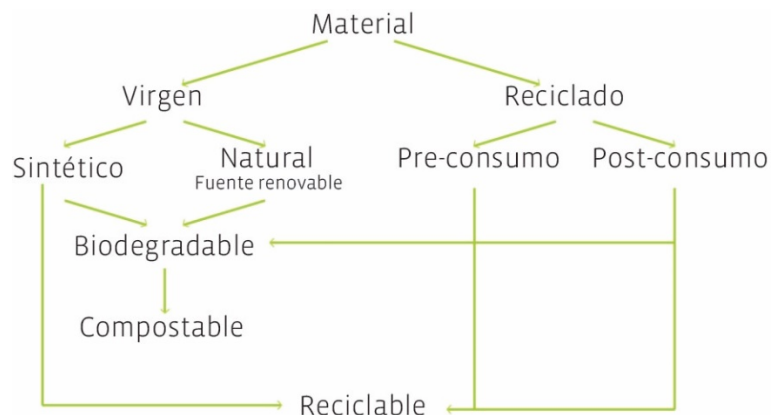 Material
Virgen
Reciclado
Sintético
Natural
Fuente renovable
Pre-consumo
Post-consumo
Biodegradable
Compostable
Reciclable